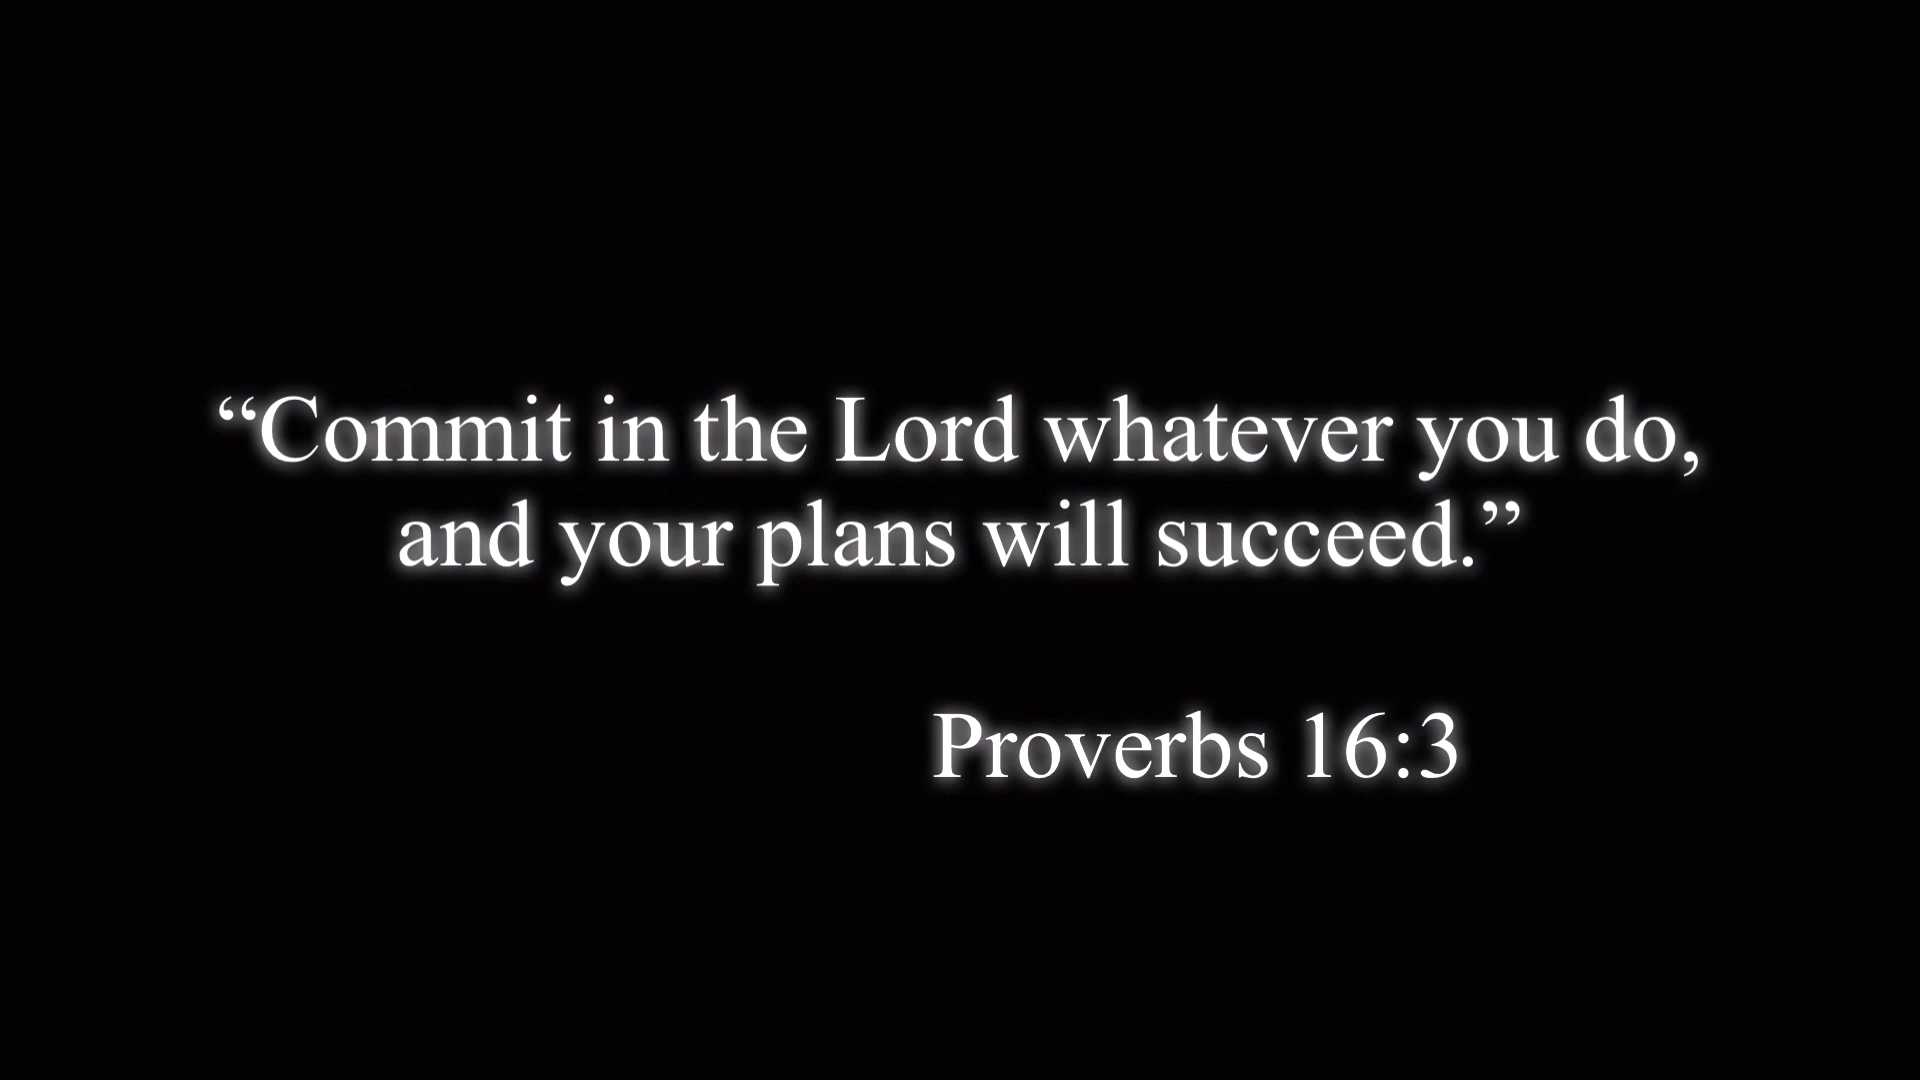 “Commit in the Lord whatever you do,
and your plans will succeed.”
Proverbs 16:3